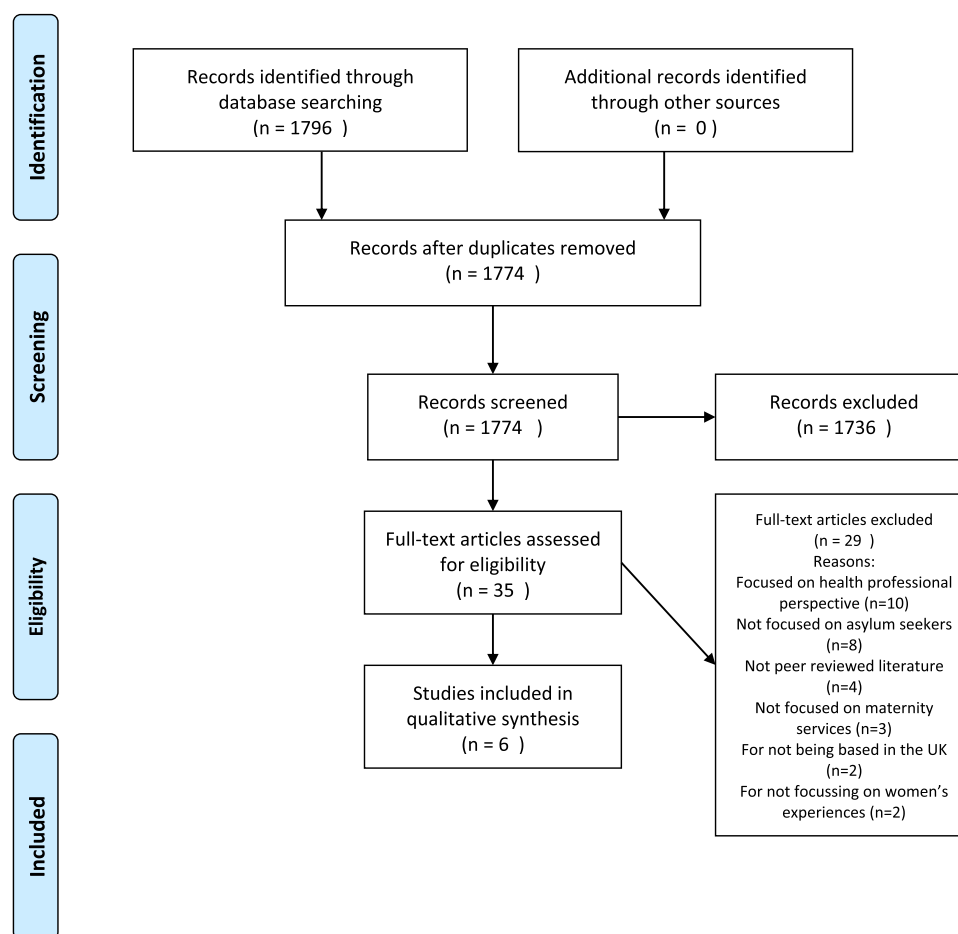 Identification
Records identified through
database searching
(n = 1796  )
Additional records identified
through other sources
(n =  0 )
Records after duplicates removed
(n = 1774  )
Screening
Records screened
(n = 1774   )
Records excluded
(n = 1736  )
Eligibility
Full-text articles assessed
for eligibility
(n = 35  )
Full-text articles excluded
(n = 29  )
Reasons:
Focused on health professional
perspective (n=10)
Not focused on asylum seekers
(n=8)
Not peer reviewed literature
(n=4)
Not focused on maternity
services (n=3)
For not being based in the UK
(n=2)
For not focussing on women’s
experiences (n=2)
Studies included in
qualitative synthesis
(n = 6  )
Included